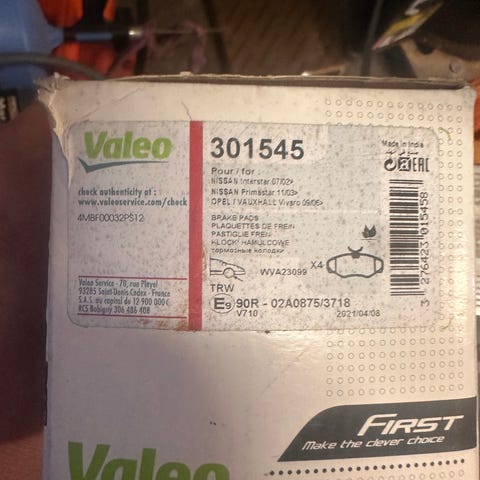 Valeo
301545
Made in India
Pour / for
NISSAN Interstar 07/02>
NISSAN Primastar 11/03>
OPEL / VAUXHALL Vivaro 09/06>
EAC
check authenticity at :
www.valeoservice.com/check
4MBF00032PS12
BRAKE PADS
PLAQUETTES DE FREIN
PASTIGLIE FRENI
KLOCKI HAMULCOWE
тормозные колодки
WVA23099
X4
TRW
E9 90R - 02A0875/3718
V710
2021/04/08
3 276423 015458
Valeo Service - 70, rue Pleyel
93285 Saint-Denis Cedex - France
S.A.S. au capital de 12 900 000€
RCS Bobigny 306 486 408
FIRST
Make the clever choice
Valeo